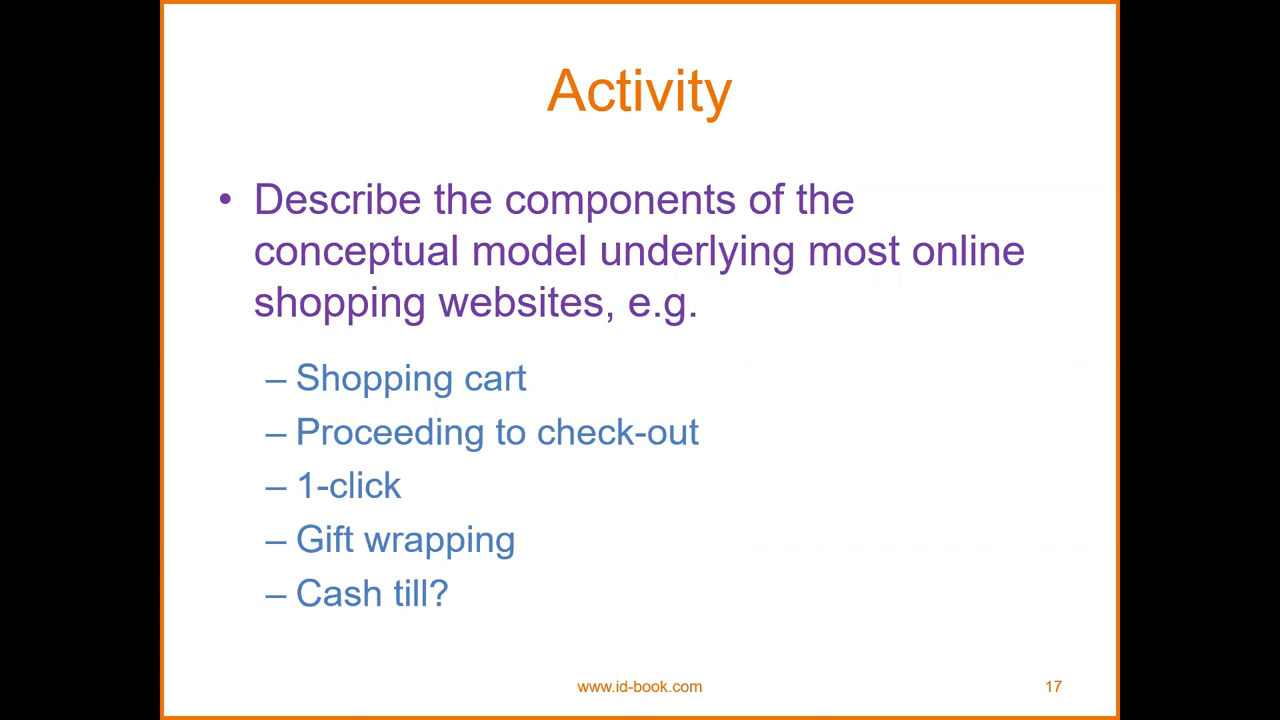 Activity
• Describe the components of the
conceptual model underlying most online
shopping websites, e.g.
– Shopping cart
– Proceeding to check-out
– 1-click
– Gift wrapping
– Cash till?
www.id-book.com
17